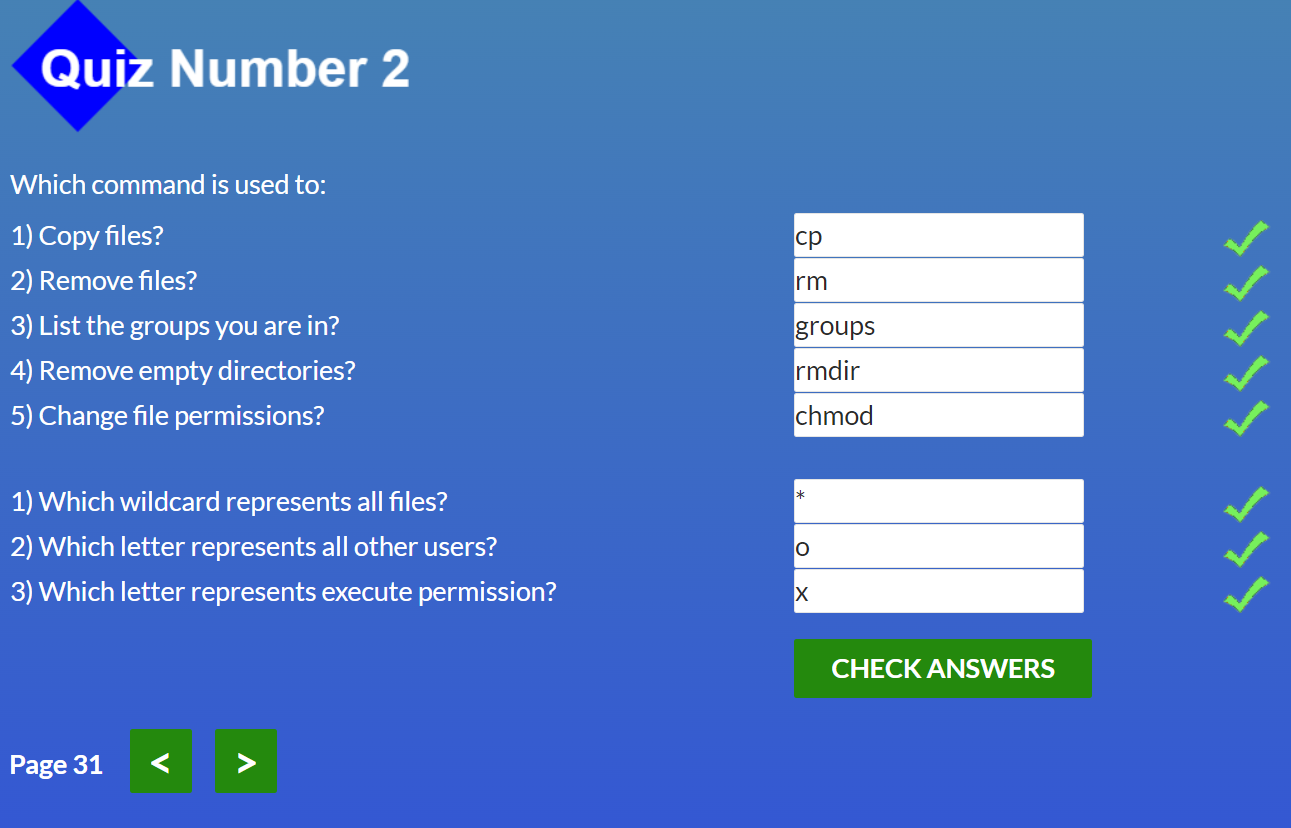 Quiz Number 2
Which command is used to:
1) Copy files? cp
2) Remove files? rm
3) List the groups you are in? groups
4) Remove empty directories? rmdir
5) Change file permissions? chmod
1) Which wildcard represents all files? *
2) Which letter represents all other users? o
3) Which letter represents execute permission? x
CHECK ANSWERS
Page 31 < >